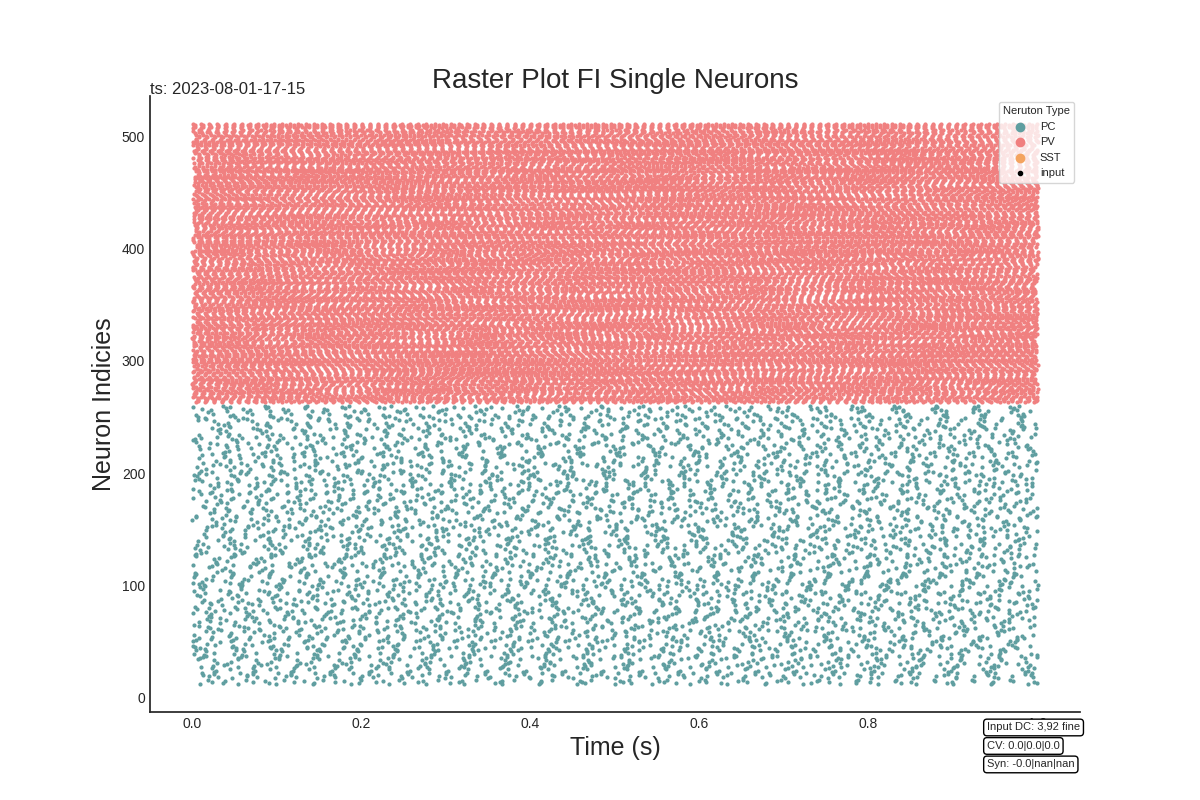 Raster Plot FI Single Neurons
ts: 2023-08-01-17-15
Neruton Type
PC
PV
SST
input
Neuron Indicies
500
400
300
200
100
0
0.0 0.2 0.4 0.6 0.8
Time (s)
Input DC: 3,92 fine
CV: 0.0|0.0|0.0
Syn: -0.0|nan|nan